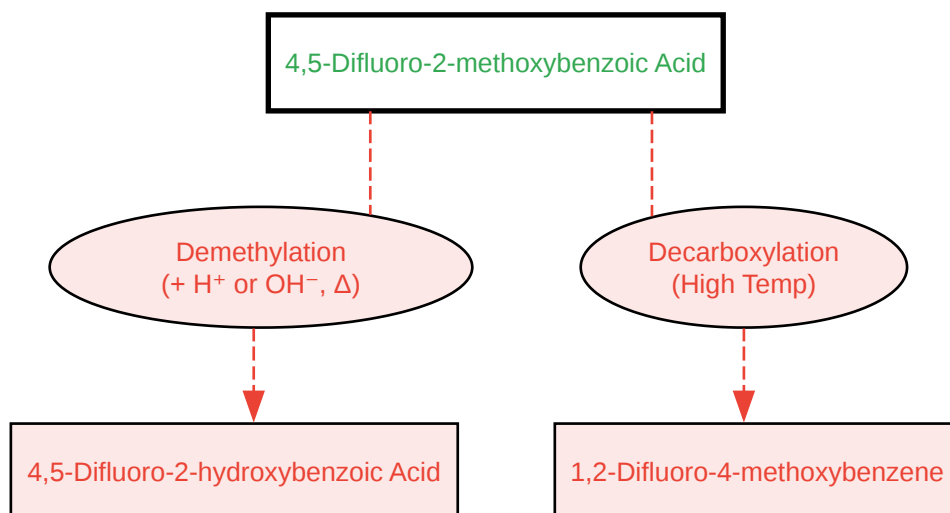 4,5-Difluoro-2-methoxybenzoic Acid
Demethylation
(+ H⁺ or OH⁻, Δ)
Decarboxylation
(High Temp)
4,5-Difluoro-2-hydroxybenzoic Acid
1,2-Difluoro-4-methoxybenzene